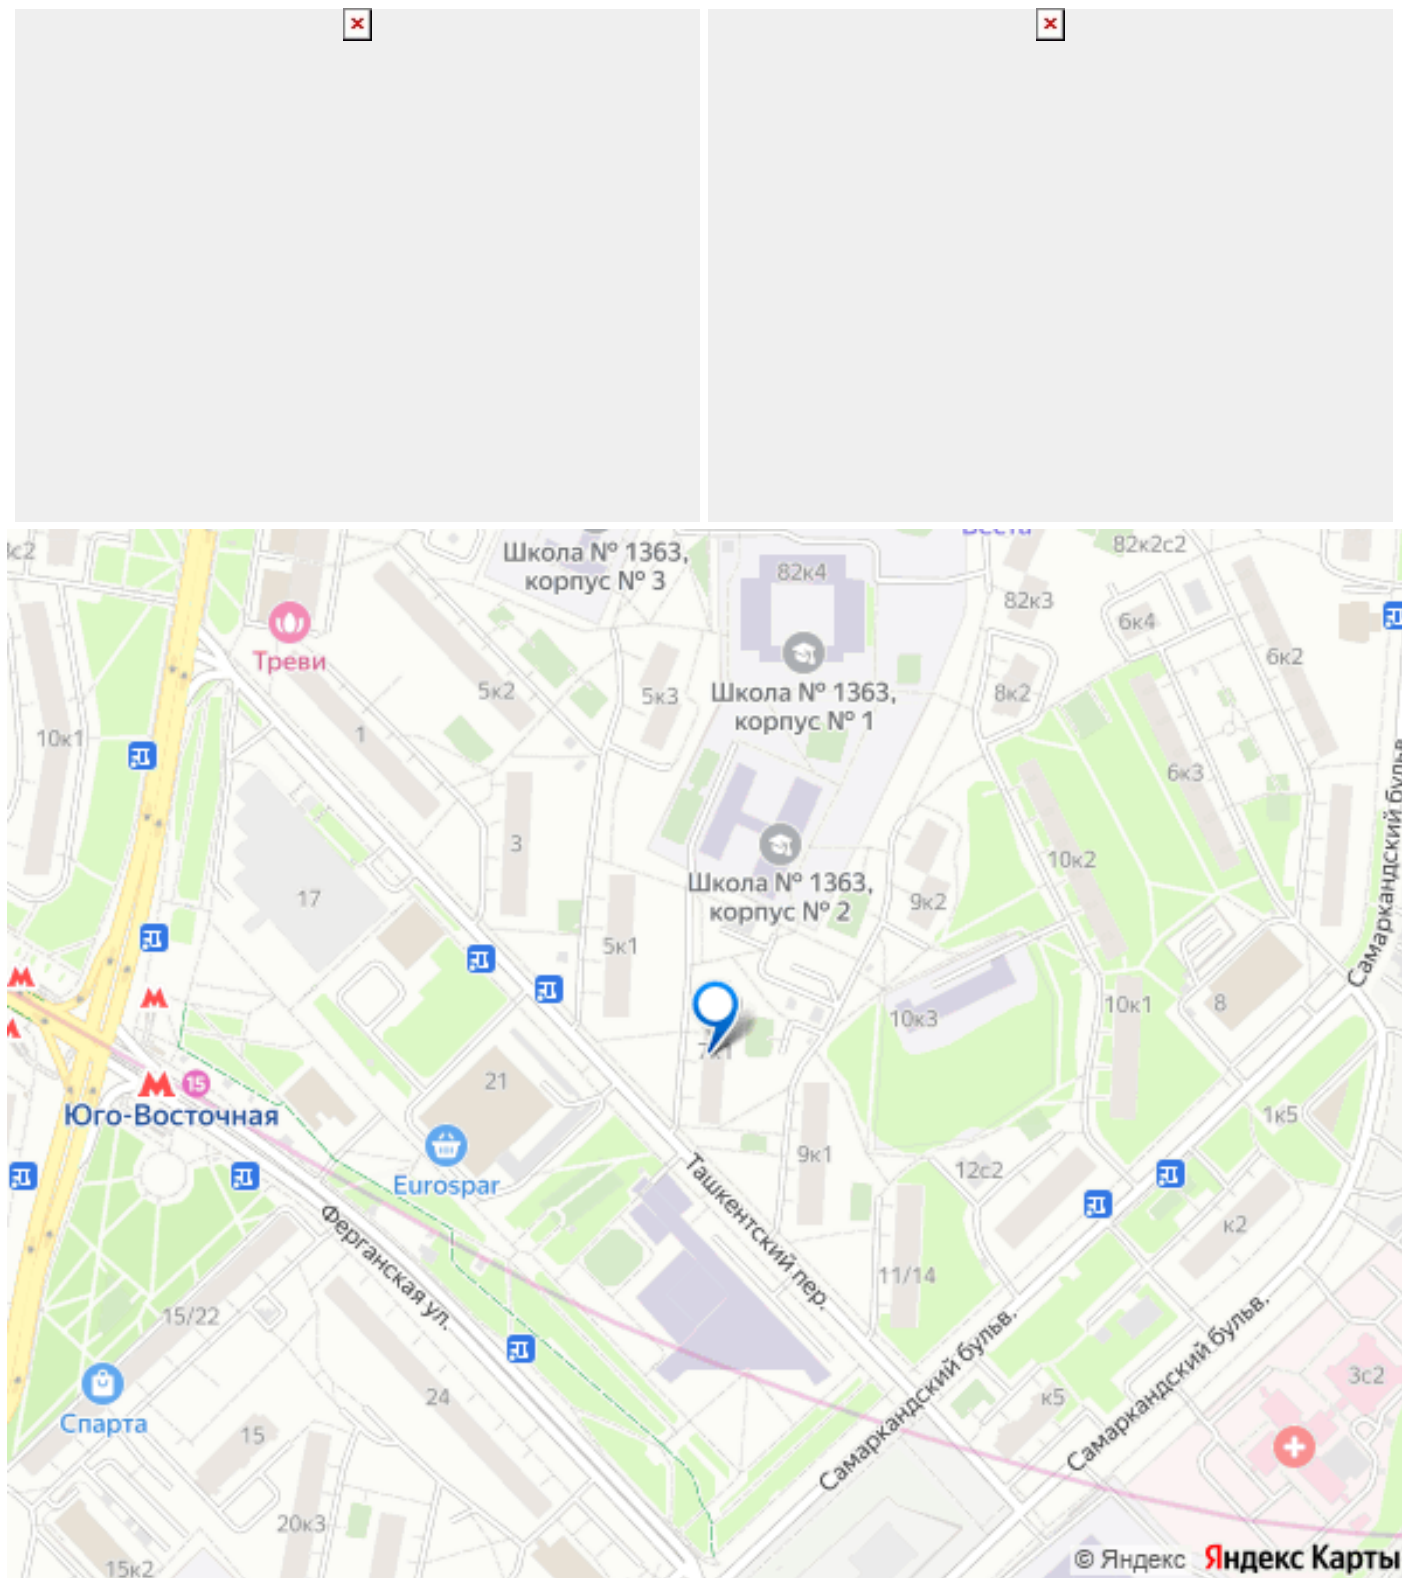 Веста
82к2с2
Школа № 1363,
корпус № 3
82к4
82к3
6к4
Треви
6к2
5к2
5к3
Школа № 1363,
корпус № 1
8к2
1
10к1
6к3
3
10к2
Школа № 1363,
корпус № 2
17
9к2
5к1
Самаркандский бульв.
10к3
10к1
8
7к1
21
15
Юго-Восточная
1к5
9к1
12с2
Eurospar
Ташкентский пер.
к2
Ферганская ул.
11/14
15/22
Самаркандский бульв.
Самаркандский бульв.
3с2
24
к5
Спарта
15
20к3
15к2
© Яндекс Яндекс Карты